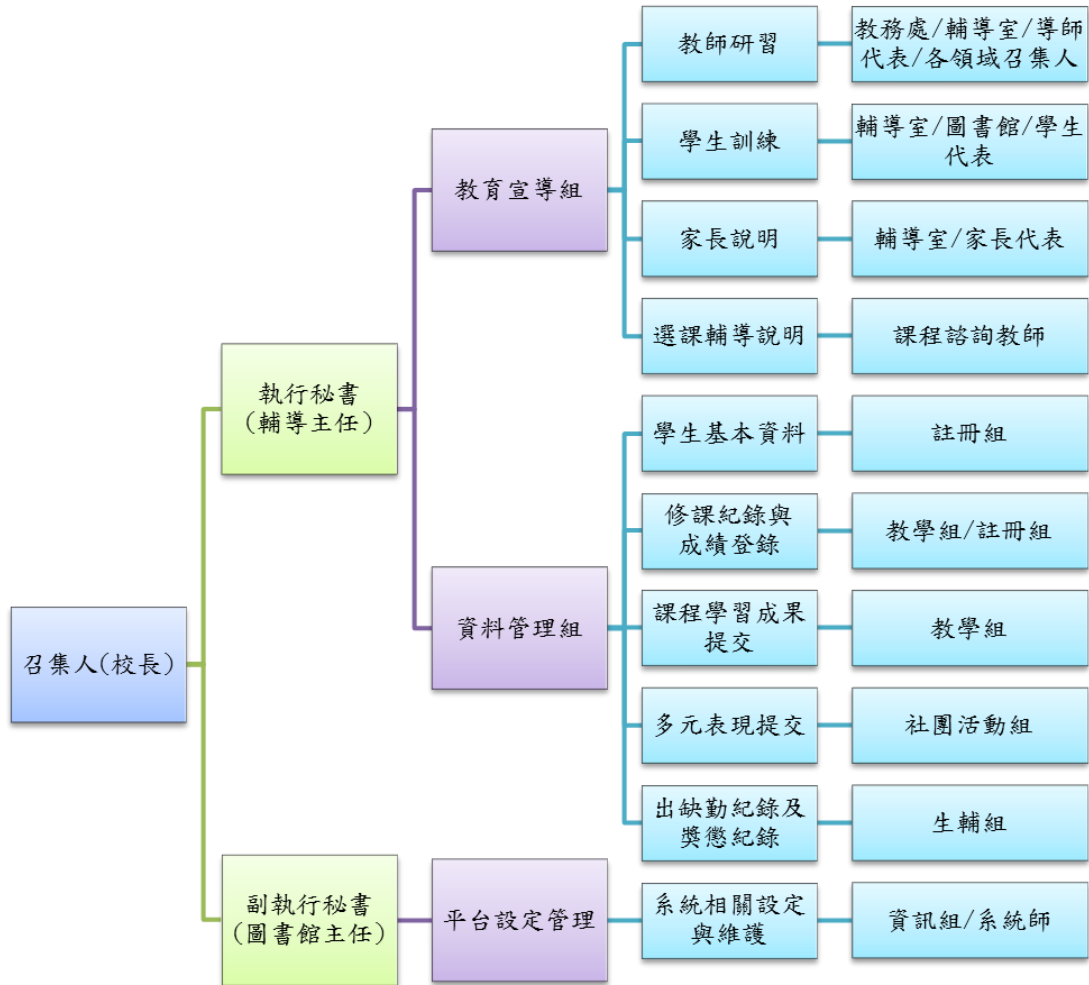 教師研習
教務處/輔導室/導師
代表/各領域召集人
學生訓練
輔導室/圖書館/學生
代表
教育宣導組
家長說明
輔導室/家長代表
選課輔導說明
課程諮詢教師
執行秘書
(輔導主任)
學生基本資料
註冊組
修課紀錄與
成績登錄
教學組/註冊組
資料管理組
課程學習成果
提交
教學組
召集人(校長)
多元表現提交
社團活動組
出缺勤紀錄及
獎懲紀錄
生輔組
副執行秘書
(圖書館主任)
平台設定管理
系統相關設定
與維護
資訊組/系統師